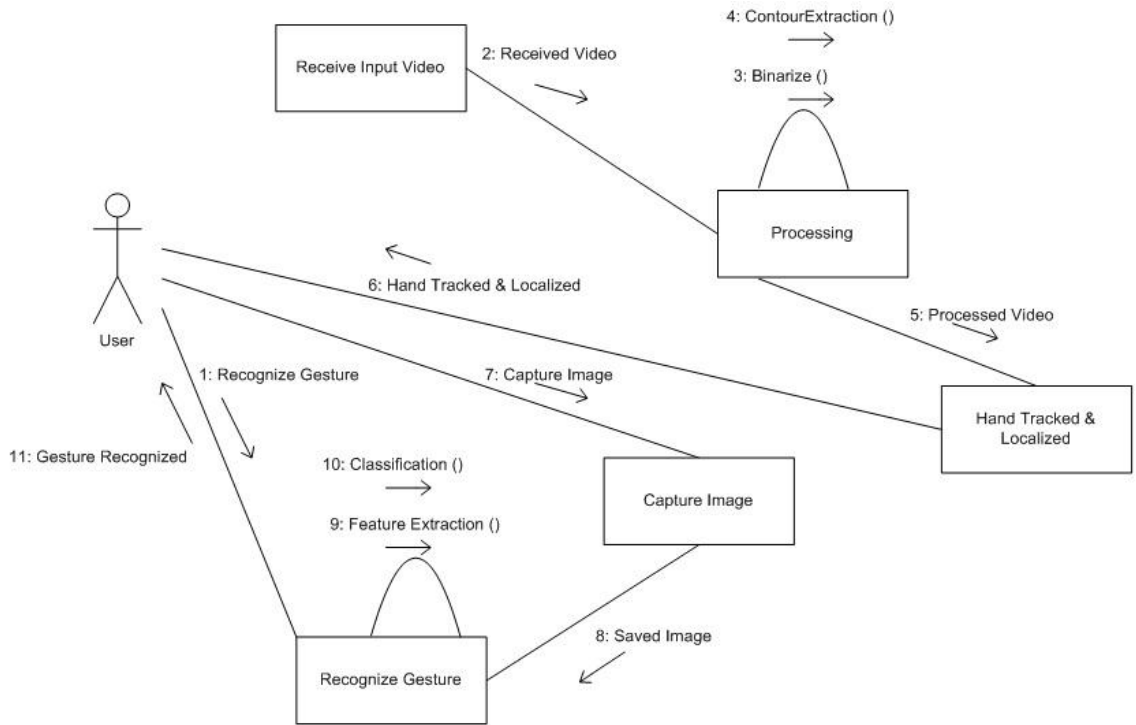 4: ContourExtraction ()
2: Received Video
Receive Input Video
3: Binarize ()
Processing
6: Hand Tracked & Localized
5: Processed Video
User
1: Recognize Gesture
7: Capture Image
Hand Tracked &
Localized
11: Gesture Recognized
10: Classification ()
Capture Image
9: Feature Extraction ()
8: Saved Image
Recognize Gesture